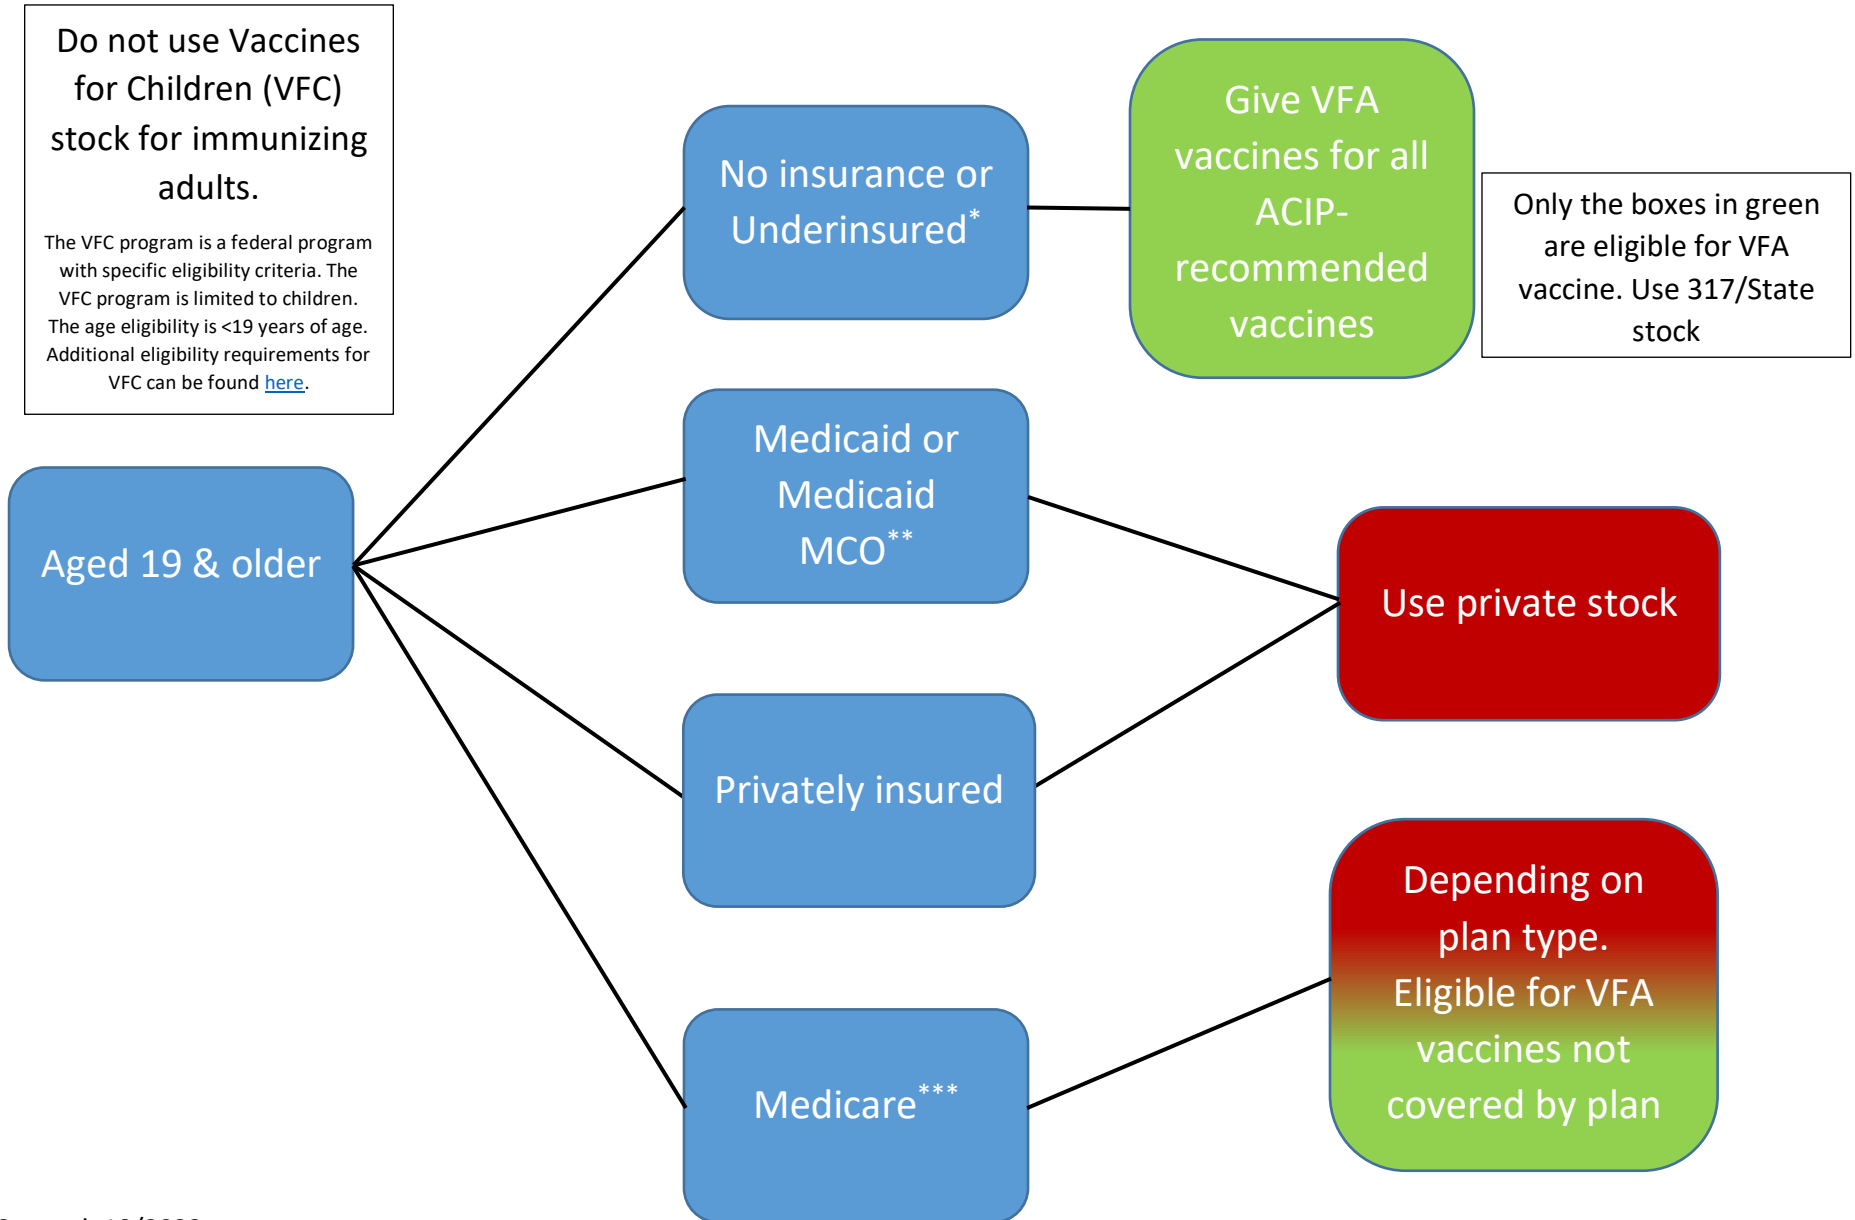 Do not use Vaccines
for Children (VFC)
stock for immunizing
adults.
The VFC program is a federal program
with specific eligibility criteria. The
VFC program is limited to children.
The age eligibility is <19 years of age.
Additional eligibility requirements for
VFC can be found here.
Aged 19 & older
No insurance or
Underinsured*
Give VFA
vaccines for all
ACIP-
recommended
vaccines
Only the boxes in green
are eligible for VFA
vaccine. Use 317/State
stock
Medicaid or
Medicaid
MCO**
Use private stock
Privately insured
Medicare***
Depending on
plan type.
Eligible for VFA
vaccines not
covered by plan